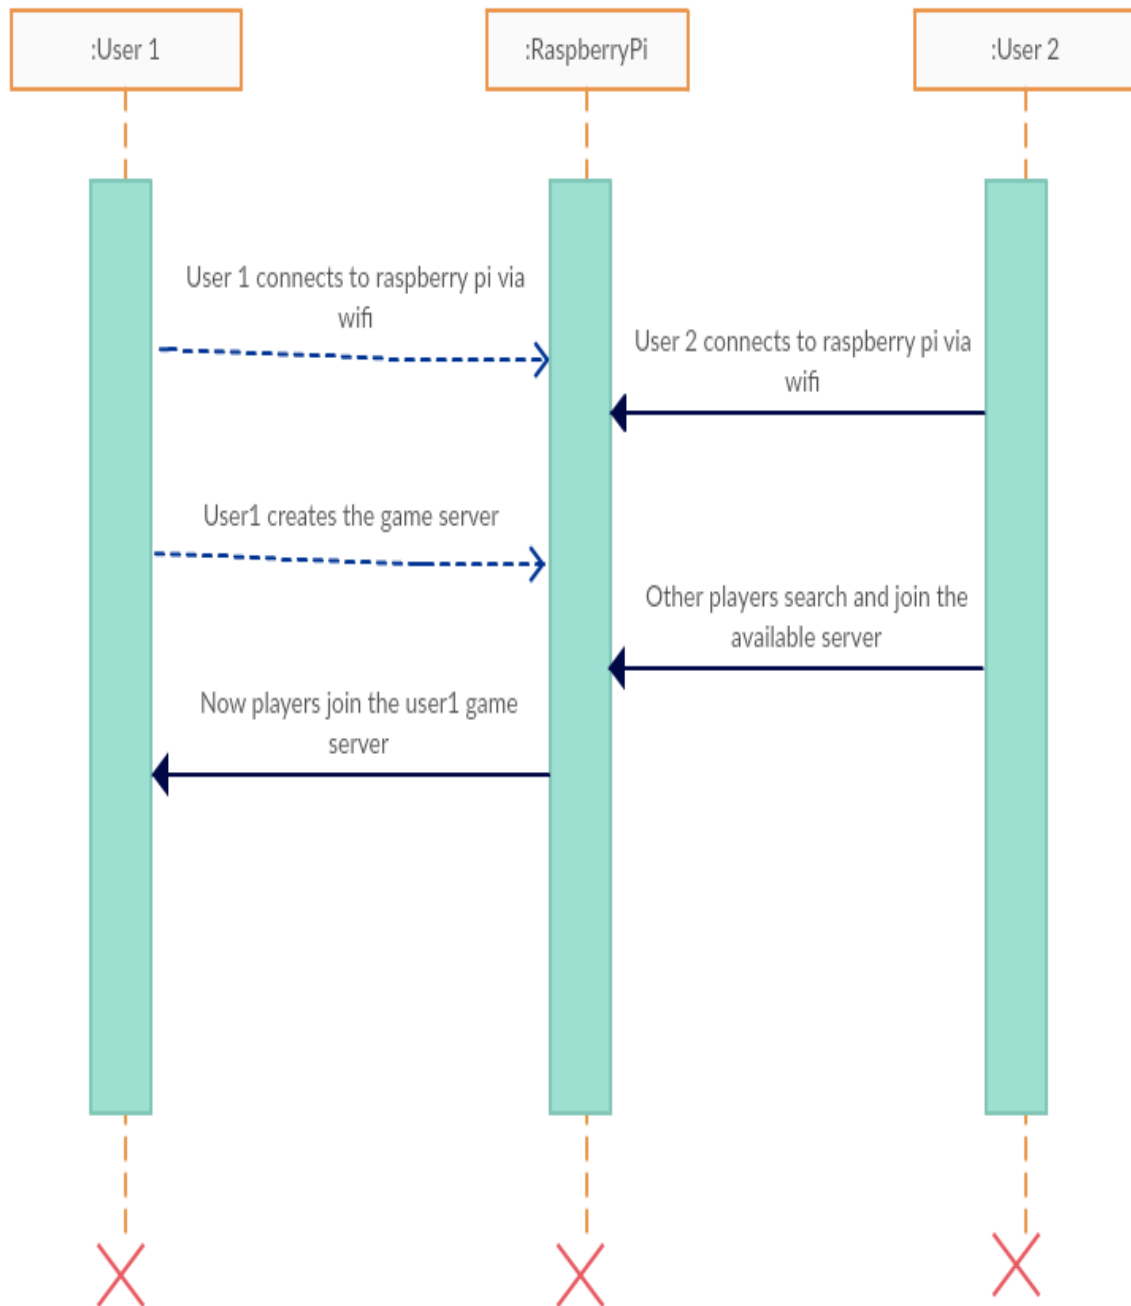 :User 1
:RaspberryPi
:User 2
User 1 connects to raspberry pi via
wifi
User 2 connects to raspberry pi via
wifi
User1 creates the game server
Other players search and join the
available server
Now players join the user1 game
server